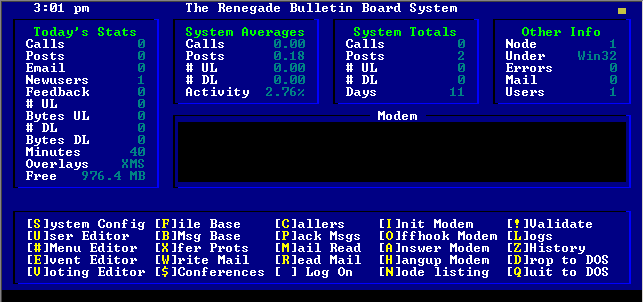 3:01 pm The Renegade Bulletin Board System
Today's Stats
Calls 0
Posts 0
Email 0
Newusers 1
Feedback 0
# UL 0
Bytes UL 0
# DL 0
Bytes DL 0
Minutes 40
Overlays XMS
Free 976.4 MB
System Averages
Calls 0.00
Posts 0.18
# UL 0.00
# DL 0.00
Activity 2.76%
System Totals
Calls 0
Posts 2
# UL 0
# DL 0
Days 11
Other Info
Node 1
Under Win32
Errors 0
Mail 0
Users 1
Modem
[S]ystem Config [F]ile Base [C]allers [I]nit Modem [!]Validate
[U]ser Editor [B]Msg Base [P]ack Msgs [O]ffhook Modem [L]ogs
[#]Menu Editor [X]fer Prots [M]ail Read [A]nswer Modem [Z]History
[E]vent Editor [W]rite Mail [R]ead Mail [H]angup Modem [D]rop to DOS
[V]oting Editor [$]Conferences [ ] Log On [N]ode listing [Q]uit to DOS